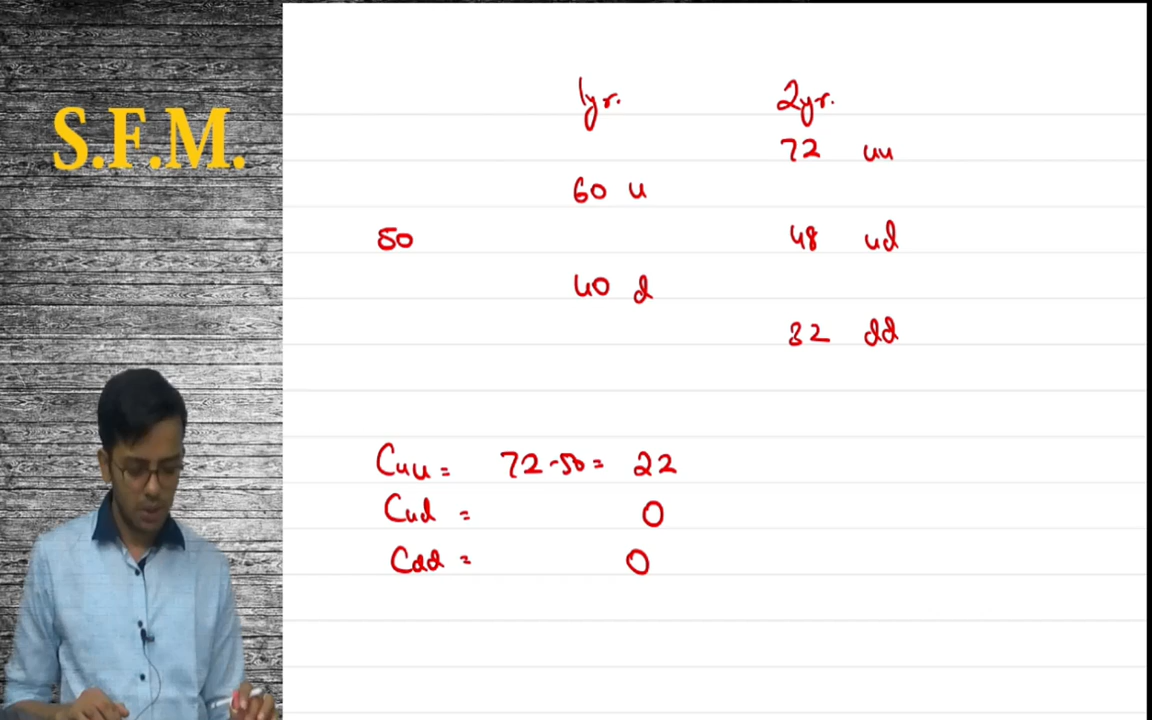 S.F.M.
1yr. 2yr.
72 uu
60 u
50 48 ud
40 d
32 dd
Cuu = 72-50= 22
Cud = 0
Cdd = 0